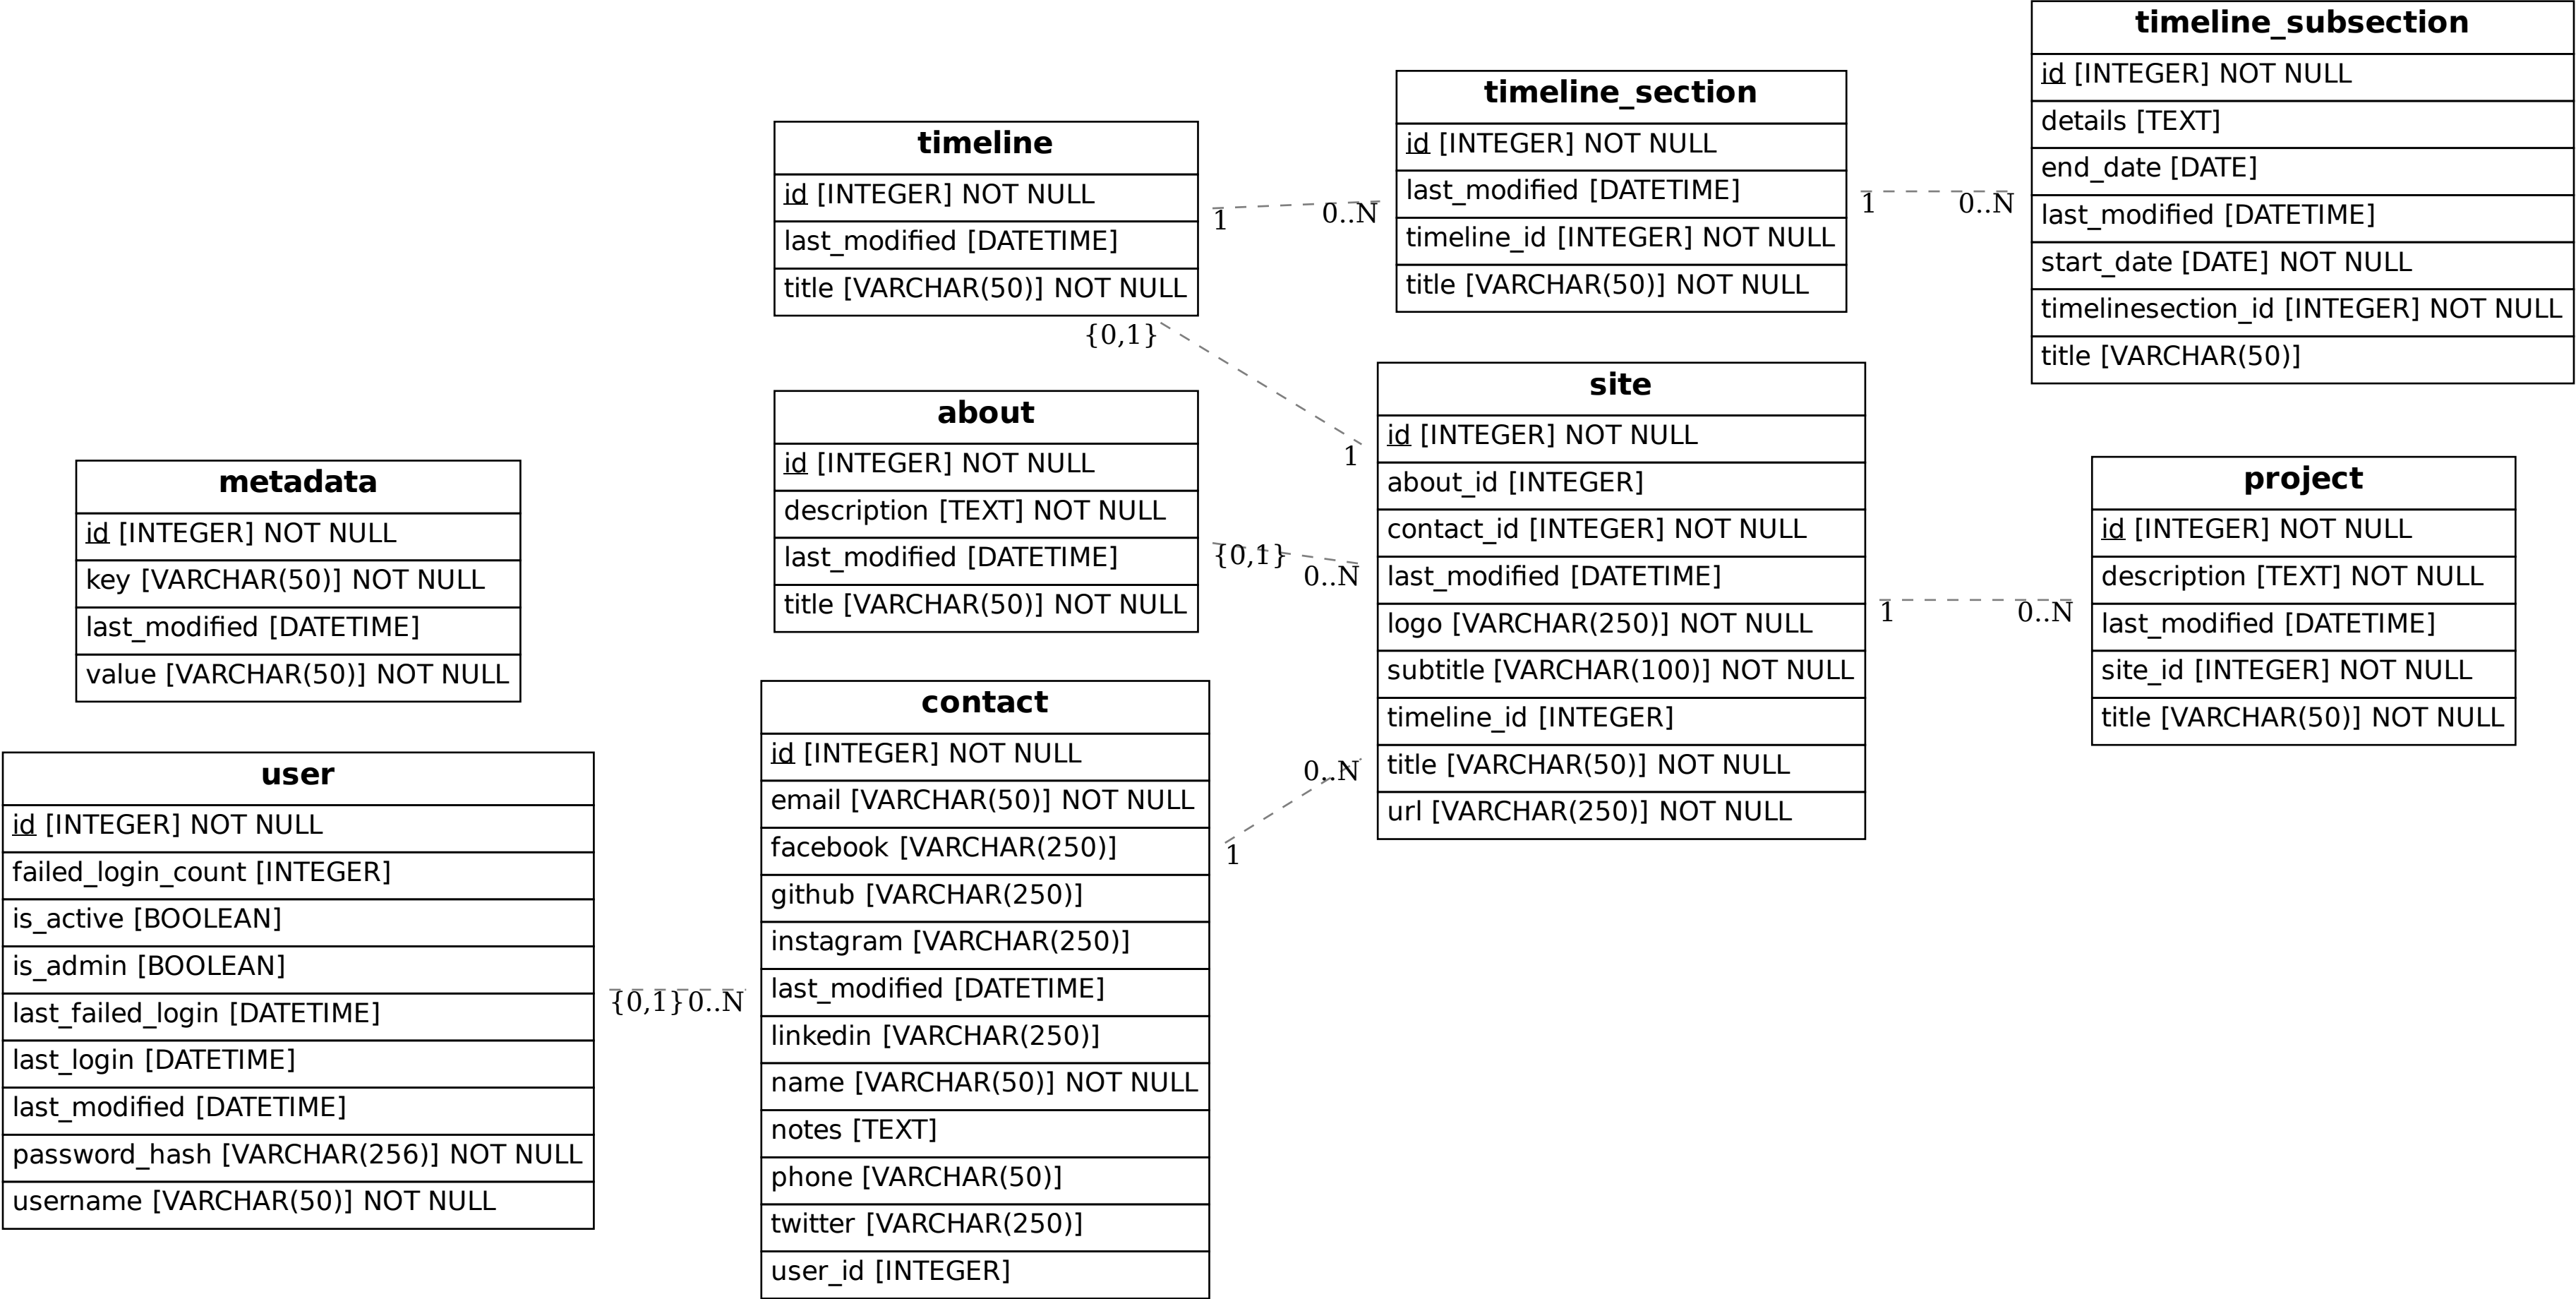 timeline_subsection
id [INTEGER] NOT NULL
details [TEXT]
end_date [DATE]
last_modified [DATETIME]
start_date [DATE] NOT NULL
timelinesection_id [INTEGER] NOT NULL
title [VARCHAR(50)]
timeline_section
id [INTEGER] NOT NULL
last_modified [DATETIME]
timeline_id [INTEGER] NOT NULL
title [VARCHAR(50)] NOT NULL
1
0..N
timeline
id [INTEGER] NOT NULL
last_modified [DATETIME]
title [VARCHAR(50)] NOT NULL
1
0..N
{0,1}
1
about
id [INTEGER] NOT NULL
description [TEXT] NOT NULL
last_modified [DATETIME]
title [VARCHAR(50)] NOT NULL
{0,1}
0..N
site
id [INTEGER] NOT NULL
about_id [INTEGER]
contact_id [INTEGER] NOT NULL
last_modified [DATETIME]
logo [VARCHAR(250)] NOT NULL
subtitle [VARCHAR(100)] NOT NULL
timeline_id [INTEGER]
title [VARCHAR(50)] NOT NULL
url [VARCHAR(250)] NOT NULL
1
0..N
project
id [INTEGER] NOT NULL
description [TEXT] NOT NULL
last_modified [DATETIME]
site_id [INTEGER] NOT NULL
title [VARCHAR(50)] NOT NULL
metadata
id [INTEGER] NOT NULL
key [VARCHAR(50)] NOT NULL
last_modified [DATETIME]
value [VARCHAR(50)] NOT NULL
contact
id [INTEGER] NOT NULL
email [VARCHAR(50)] NOT NULL
facebook [VARCHAR(250)]
github [VARCHAR(250)]
instagram [VARCHAR(250)]
last_modified [DATETIME]
linkedin [VARCHAR(250)]
name [VARCHAR(50)] NOT NULL
notes [TEXT]
phone [VARCHAR(50)]
twitter [VARCHAR(250)]
user_id [INTEGER]
0..N
1
user
id [INTEGER] NOT NULL
failed_login_count [INTEGER]
is_active [BOOLEAN]
is_admin [BOOLEAN]
last_failed_login [DATETIME]
last_login [DATETIME]
last_modified [DATETIME]
password_hash [VARCHAR(256)] NOT NULL
username [VARCHAR(50)] NOT NULL
{0,1}
0..N